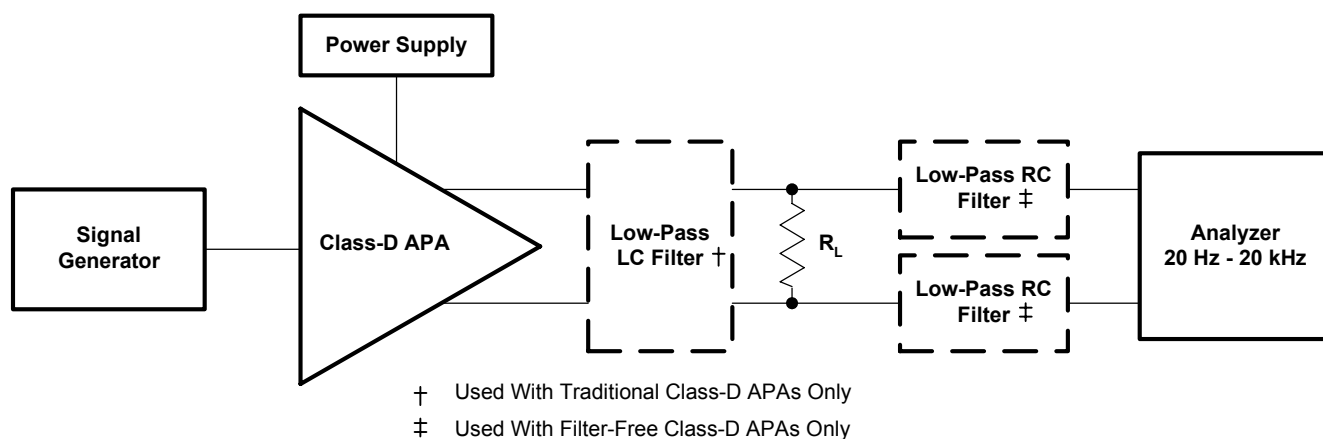 Power Supply
Signal
Generator
Class-D APA
Low-Pass
LC Filter †
R_L
Low-Pass RC
Filter ‡
Low-Pass RC
Filter ‡
Analyzer
20 Hz - 20 kHz
† Used With Traditional Class-D APAs Only
‡ Used With Filter-Free Class-D APAs Only